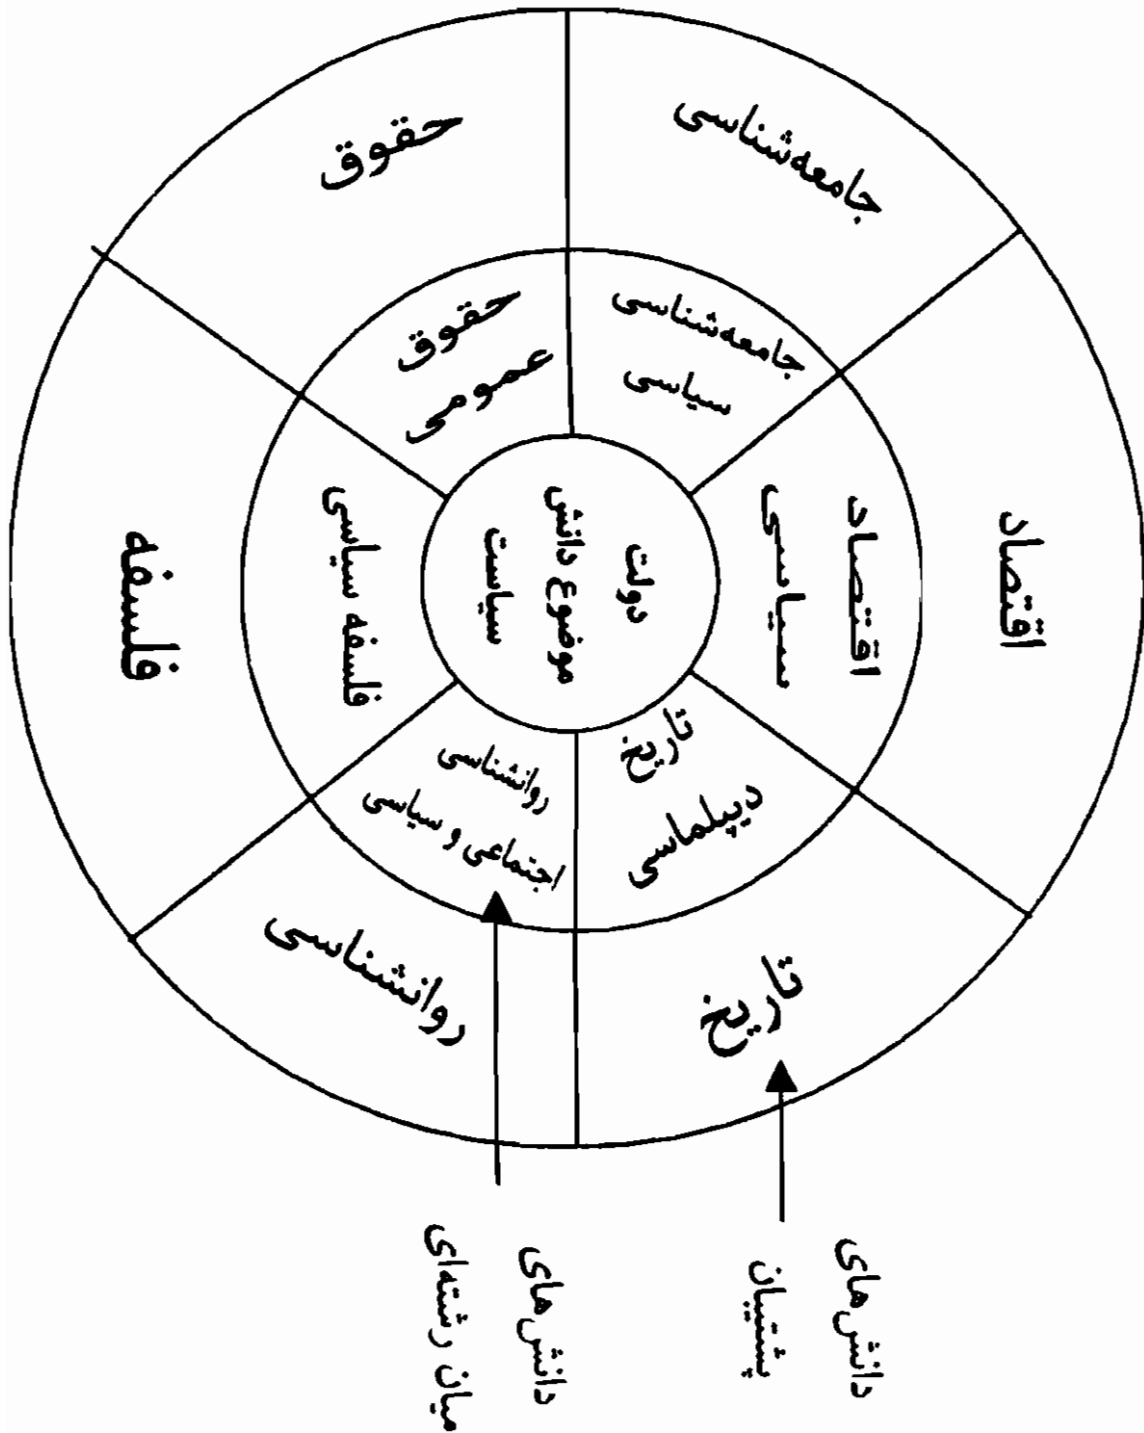 حقوق
جامعه‌شناسی
اقتصاد
تاریخ
روانشناسی
فلسفه
حقوق
عمومی
جامعه‌شناسی
سیاسی
اقتصاد
سیاسی
تاریخ
دیپلماسی
روانشناسی
اجتماعی و سیاسی
فلسفه سیاسی
دولت
موضوع دانش
سیاست
دانش‌های
پشتیبان
دانش‌های
میان رشته‌ای